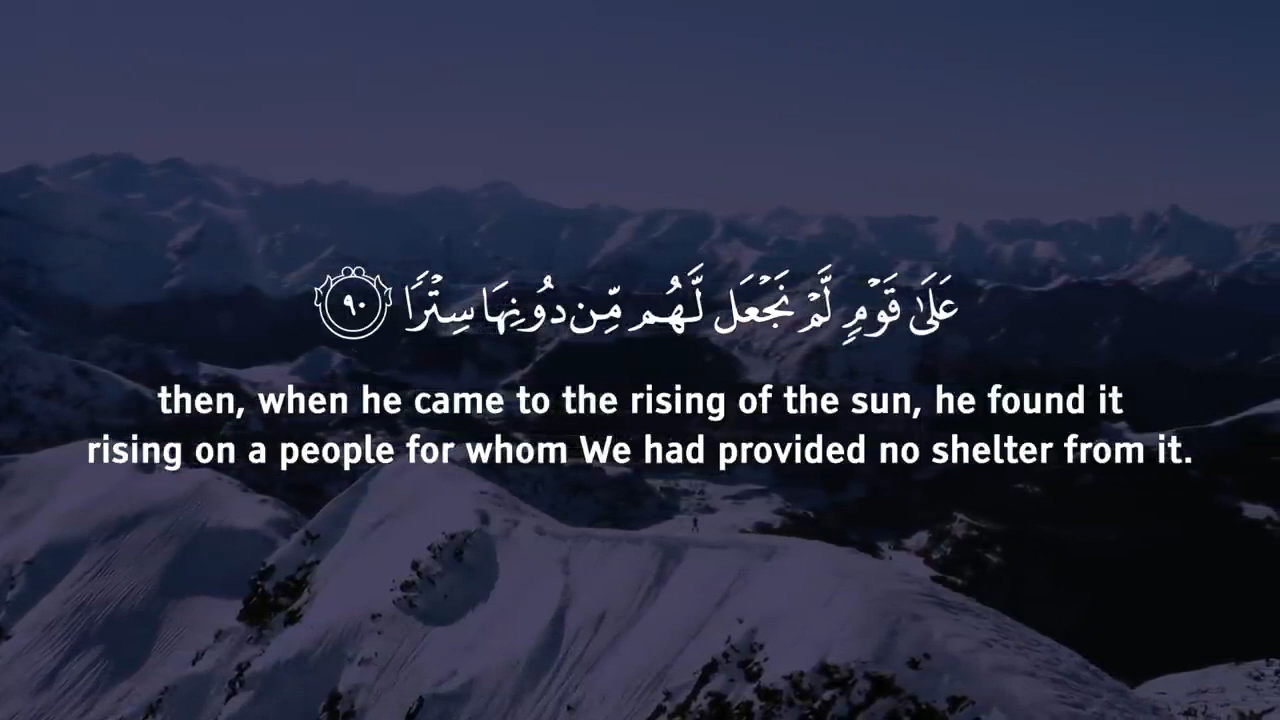 عَلَىٰ قَوْمٍ لَّمْ نَجْعَل لَّهُم مِّن دُونِهَا سِتْرًا ٩٠
then, when he came to the rising of the sun, he found it
rising on a people for whom We had provided no shelter from it.